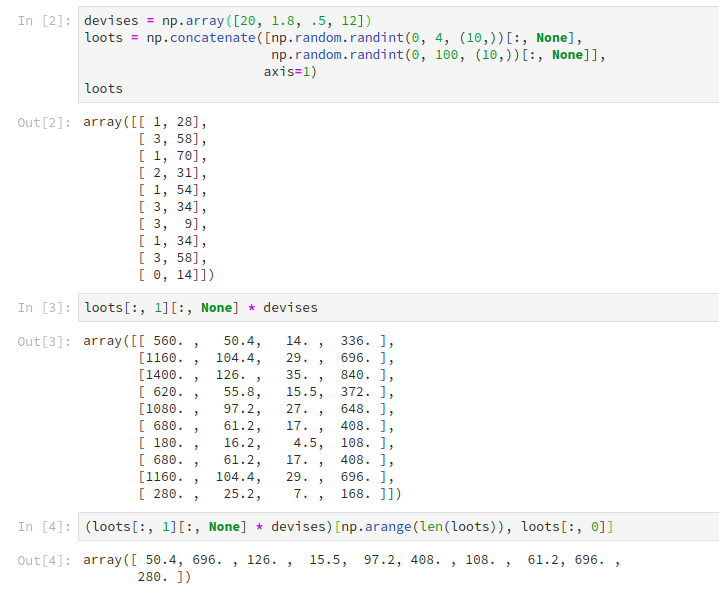 In [2]: devises = np.array([20, 1.8, .5, 12])
loots = np.concatenate([np.random.randint(0, 4, (10,))[:, None],
                        np.random.randint(0, 100, (10,))[:, None]],
                       axis=1)
loots
Out[2]: array([[ 1, 28],
       [ 3, 58],
       [ 1, 70],
       [ 2, 31],
       [ 1, 54],
       [ 3, 34],
       [ 3,  9],
       [ 1, 34],
       [ 3, 58],
       [ 0, 14]])
In [3]: loots[:, 1][:, None] * devises
Out[3]: array([[ 560. ,   50.4,   14. ,  336. ],
       [1160. ,  104.4,   29. ,  696. ],
       [1400. ,  126. ,   35. ,  840. ],
       [ 620. ,   55.8,   15.5,  372. ],
       [1080. ,   97.2,   27. ,  648. ],
       [ 680. ,   61.2,   17. ,  408. ],
       [ 180. ,   16.2,    4.5,  108. ],
       [ 680. ,   61.2,   17. ,  408. ],
       [1160. ,  104.4,   29. ,  696. ],
       [ 280. ,   25.2,    7. ,  168. ]])
In [4]: (loots[:, 1][:, None] * devises)[np.arange(len(loots)), loots[:, 0]]
Out[4]: array([ 50.4, 696. , 126. ,  15.5,  97.2, 408. , 108. ,  61.2, 696. ,
       280. ])